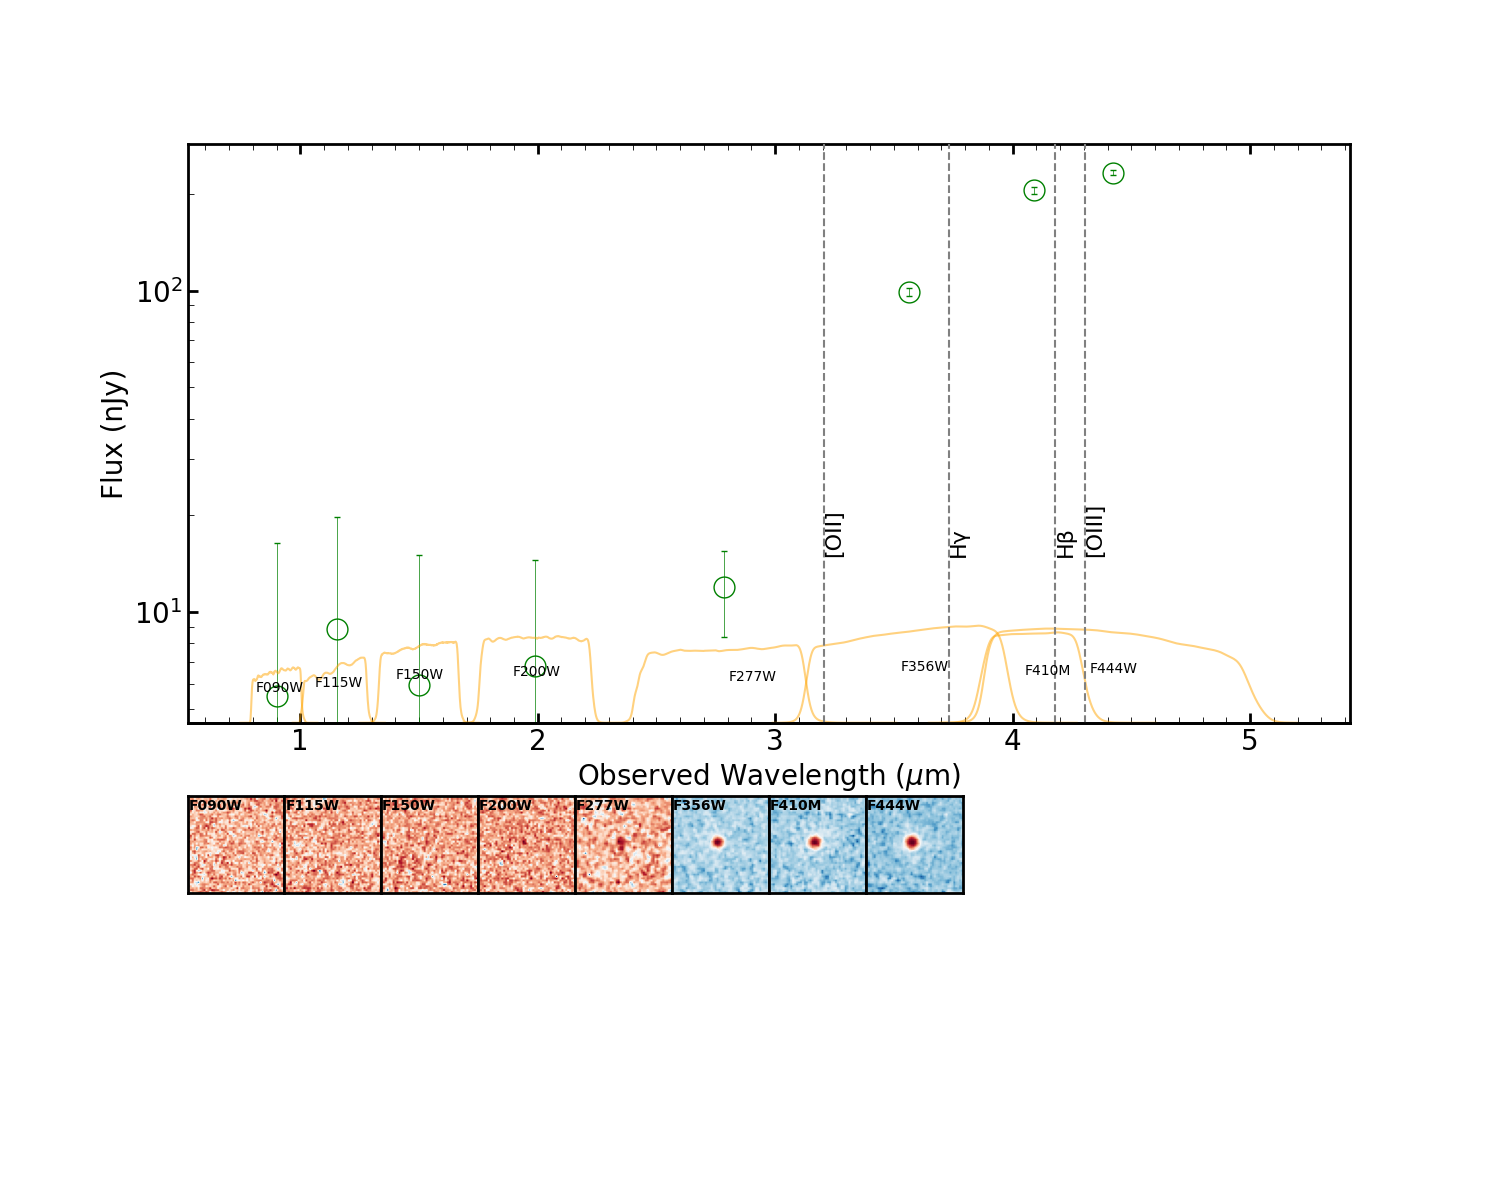 Flux (nJy)
10²
10¹
[OII]
Hγ
Hβ
[OIII]
F090W
F115W
F150W
F200W
F277W
F356W
F410M
F444W
1 2 3 4 5
Observed Wavelength (μm)
F090W F115W F150W F200W F277W F356W F410M F444W